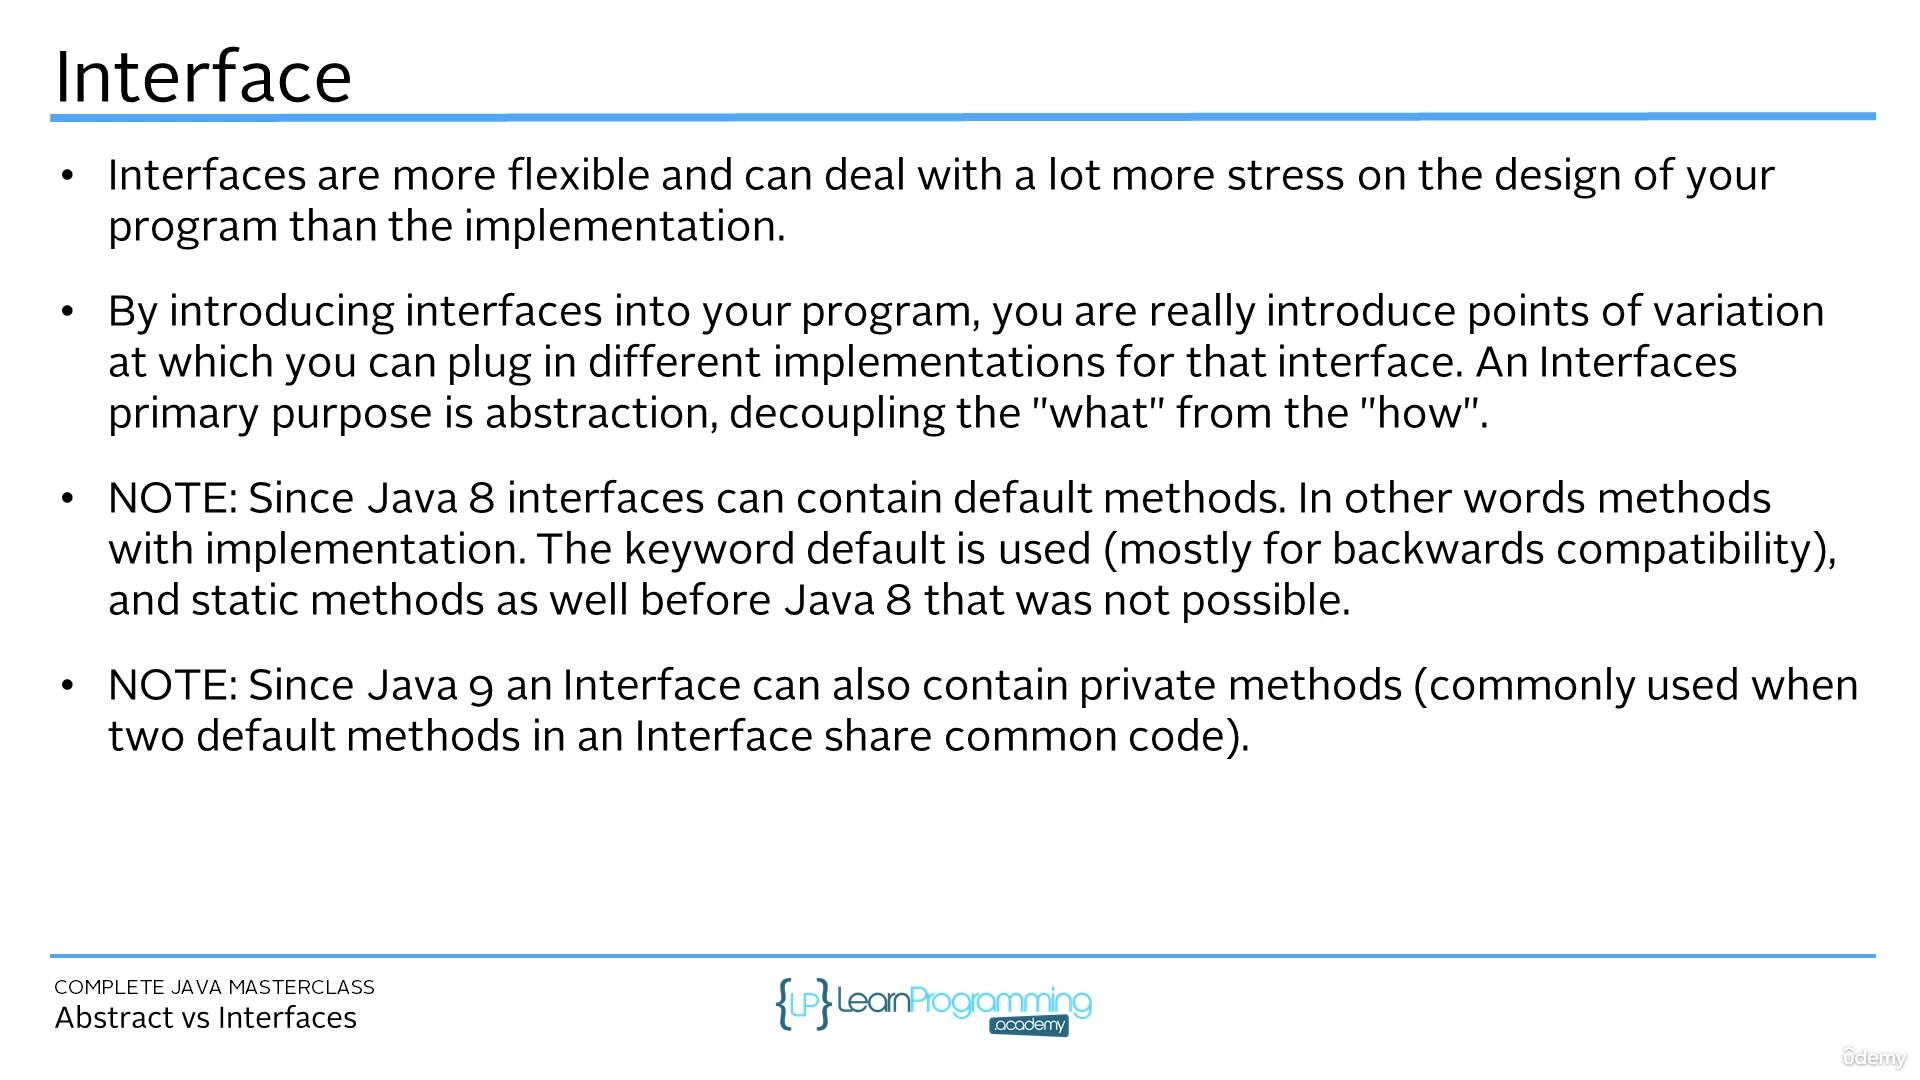 Interface
• Interfaces are more flexible and can deal with a lot more stress on the design of your
program than the implementation.
• By introducing interfaces into your program, you are really introduce points of variation
at which you can plug in different implementations for that interface. An Interfaces
primary purpose is abstraction, decoupling the "what" from the "how".
• NOTE: Since Java 8 interfaces can contain default methods. In other words methods
with implementation. The keyword default is used (mostly for backwards compatibility),
and static methods as well before Java 8 that was not possible.
• NOTE: Since Java 9 an Interface can also contain private methods (commonly used when
two default methods in an Interface share common code).
COMPLETE JAVA MASTERCLASS
Abstract vs Interfaces
{LP} LearnProgramming
.academy
ûdemy